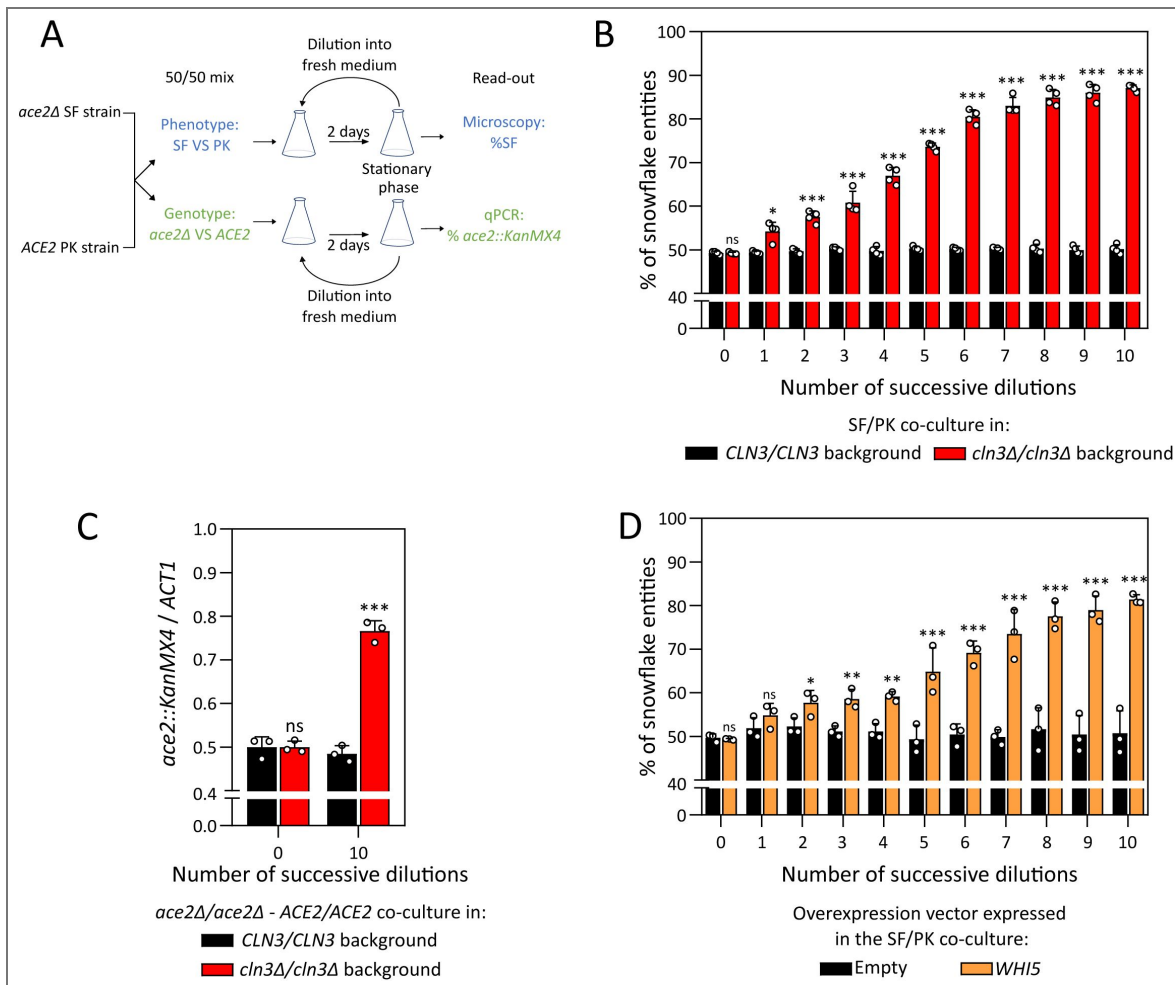 A
Dilution into
fresh medium
50/50 mix
Read-out
ace2Δ SF strain
Phenotype:
SF VS PK
2 days
Microscopy:
%SF
Stationary
phase
Genotype:
ace2Δ VS ACE2
2 days
qPCR:
% ace2::KanMX4
ACE2 PK strain
Dilution into
fresh medium
B
% of snowflake entities
100
90
80
70
60
50
40
0
ns
*
***
***
***
***
***
***
***
***
***
0 1 2 3 4 5 6 7 8 9 10
Number of successive dilutions
SF/PK co-culture in:
CLN3/CLN3 background cln3Δ/cln3Δ background
C
ace2::KanMX4 / ACT1
1.0
0.9
0.8
0.7
0.6
0.5
0.4
0.0
ns
***
0 10
Number of successive dilutions
ace2Δ/ace2Δ - ACE2/ACE2 co-culture in:
CLN3/CLN3 background
cln3Δ/cln3Δ background
D
% of snowflake entities
100
90
80
70
60
50
40
0
ns
ns
*
**
**
***
***
***
***
***
***
0 1 2 3 4 5 6 7 8 9 10
Number of successive dilutions
Overexpression vector expressed
in the SF/PK co-culture:
Empty WHI5